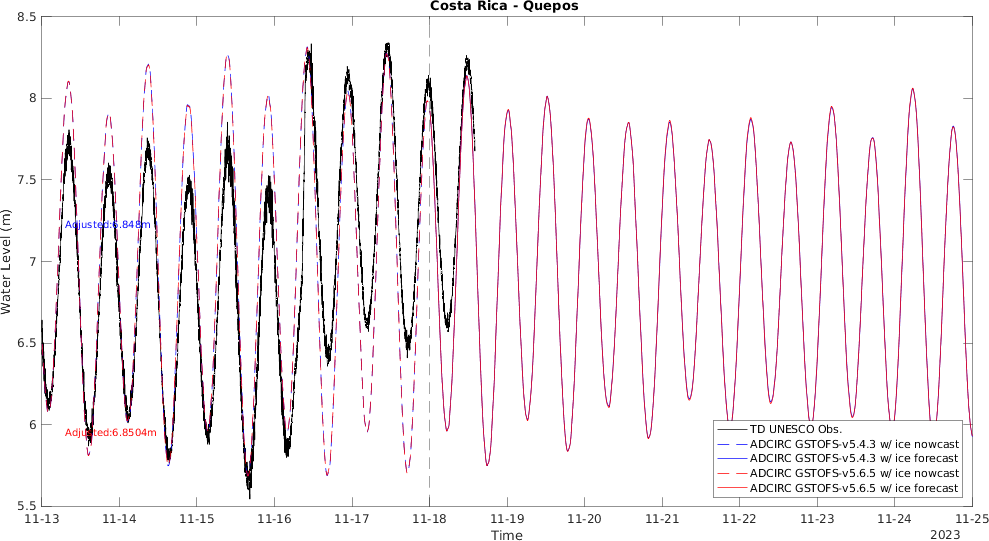 Costa Rica - Quepos
8.5
8
7.5
7
6.5
6
5.5
Water Level (m)
Adjusted:6.848m
Adjusted:6.8504m
TD UNESCO Obs.
ADCIRC GSTOFS-v5.4.3 w/ ice nowcast
ADCIRC GSTOFS-v5.4.3 w/ ice forecast
ADCIRC GSTOFS-v5.6.5 w/ ice nowcast
ADCIRC GSTOFS-v5.6.5 w/ ice forecast
11-13 11-14 11-15 11-16 11-17 11-18 11-19 11-20 11-21 11-22 11-23 11-24 11-25
Time
2023